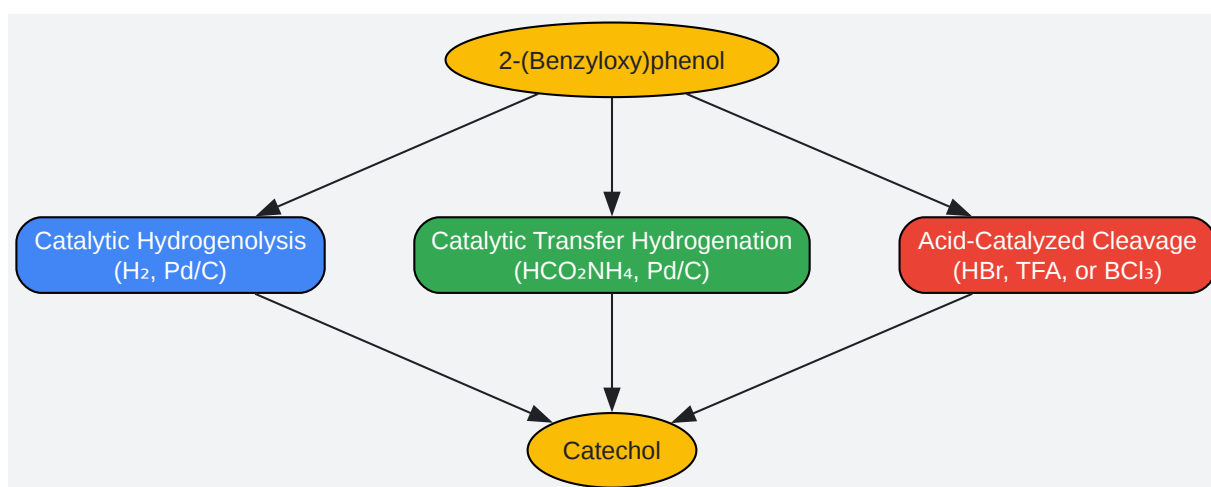 2-(Benzyloxy)phenol
Catalytic Hydrogenolysis
(H₂, Pd/C)
Catalytic Transfer Hydrogenation
(HCO₂NH₄, Pd/C)
Acid-Catalyzed Cleavage
(HBr, TFA, or BCl₃)
Catechol